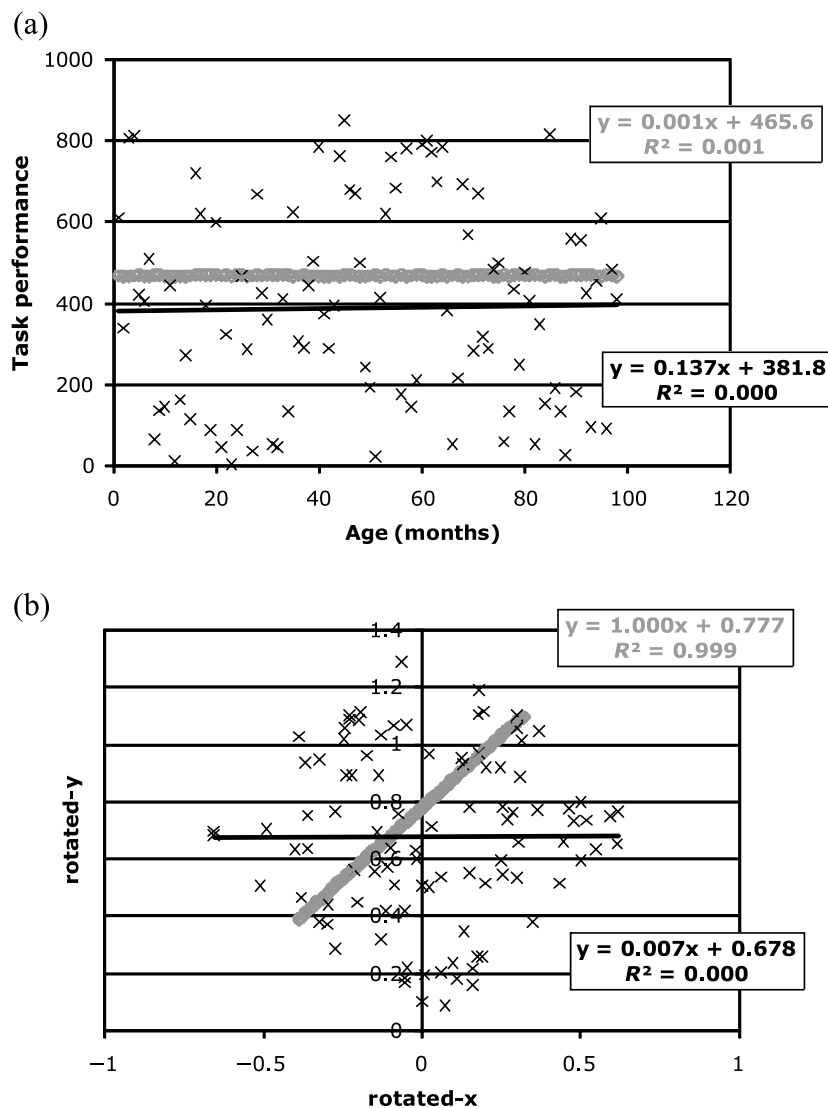 (a)
1000
800
600
400
200
0
y = 0.001x + 465.6
R² = 0.001
y = 0.137x + 381.8
R² = 0.000
Task performance
0 20 40 60 80 100 120
Age (months)
(b)
1.4
1.2
1
0.8
0.6
0.4
0.2
0
y = 1.000x + 0.777
R² = 0.999
y = 0.007x + 0.678
R² = 0.000
rotated-y
−1 −0.5 0 0.5 1
rotated-x